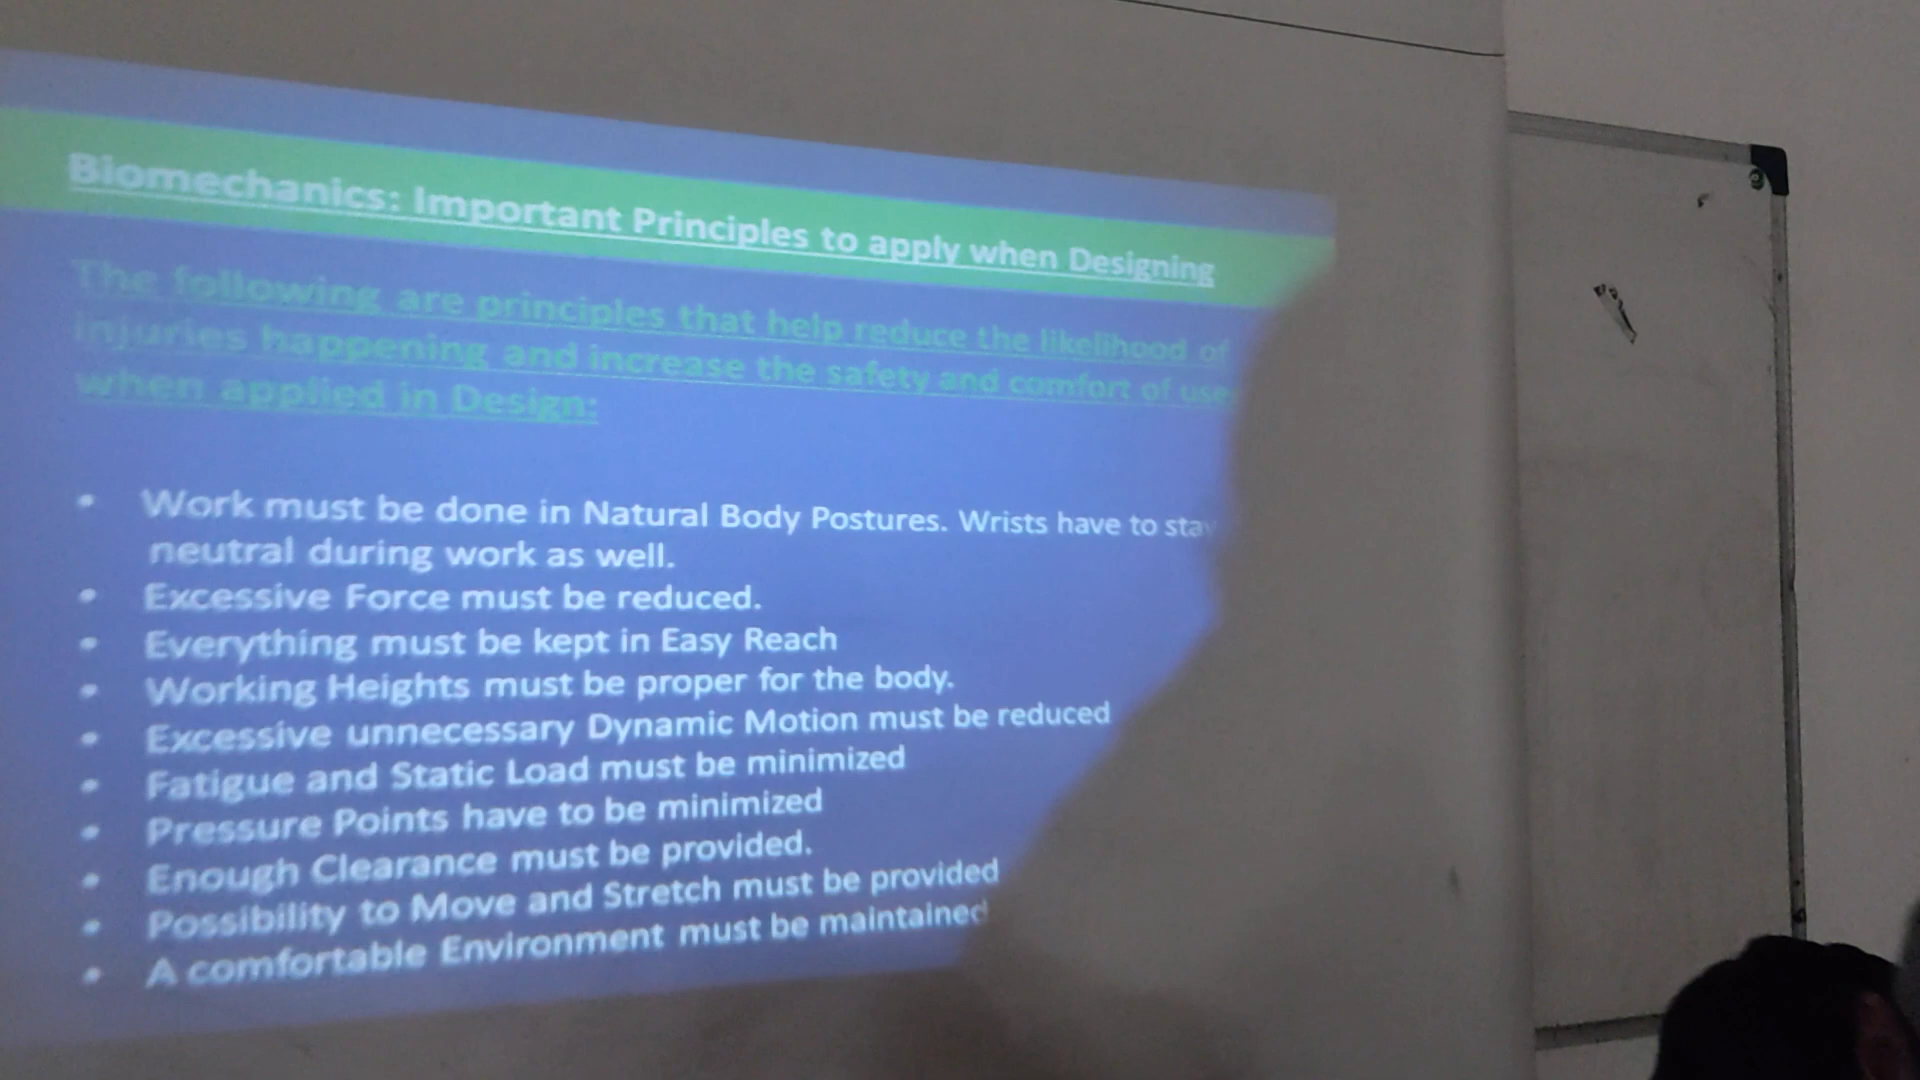 Biomechanics: Important Principles to apply when Designing
The following are principles that help reduce the likelihood of
injuries happening and increase the safety and comfort of
when applied in Design:
• Work must be done in Natural Body Postures. Wrists have to
neutral during work as well.
• Excessive Force must be reduced.
• Everything must be kept in Easy Reach
• Working Heights must be proper for the body.
• Excessive unnecessary Dynamic Motion must be reduced
• Fatigue and Static Load must be minimized
• Pressure Points have to be minimized
• Enough Clearance must be provided.
• Possibility to Move and Stretch must be provided
• A comfortable Environment must be maintained